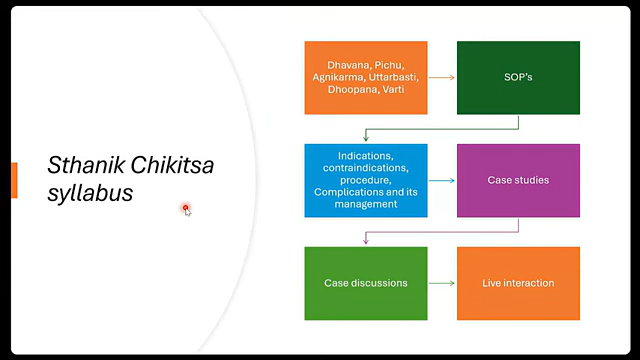 Sthanik Chikitsa
syllabus
Dhavana, Pichu,
Agnikarma, Uttarbasti,
Dhoopana, Varti
SOP's
Indications,
contraindications,
procedure,
Complications and its
management
Case studies
Case discussions
Live interaction